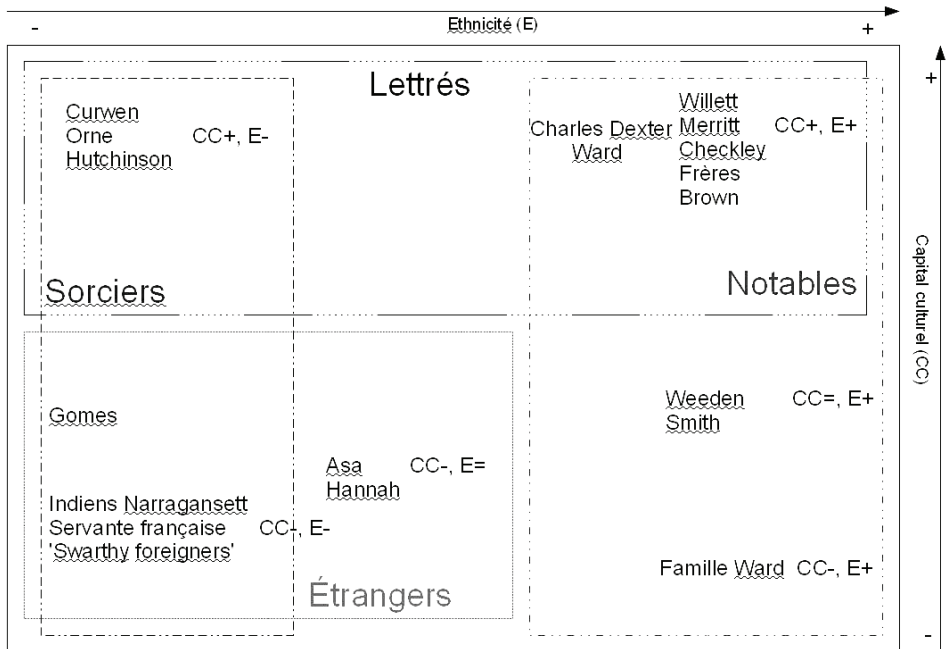 Ethnicité (E)
- +
Lettrés
Curwen
Orne CC+, E-
Hutchinson
Charles Dexter
Ward
Willett
Merritt CC+, E+
Checkley
Frères
Brown
+
Sorciers
Notables
Capital culturel (CC)
Gomes
Weeden CC=, E+
Smith
Asa CC-, E=
Hannah
Indiens Narragansett
Servante française CC-, E-
'Swarthy foreigners'
Famille Ward CC-, E+
Étrangers
-